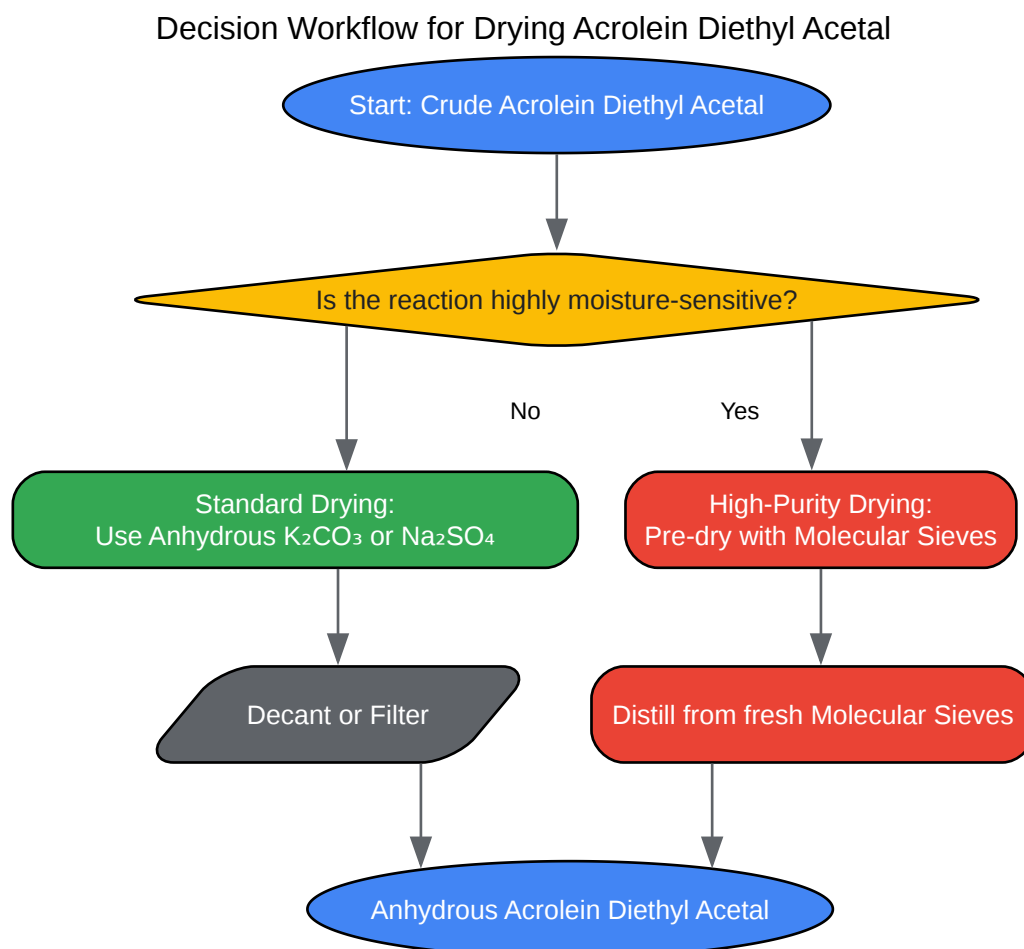 Decision Workflow for Drying Acrolein Diethyl Acetal
Start: Crude Acrolein Diethyl Acetal
Is the reaction highly moisture-sensitive?
No
Yes
Standard Drying:
Use Anhydrous K₂CO₃ or Na₂SO₄
High-Purity Drying:
Pre-dry with Molecular Sieves
Decant or Filter
Distill from fresh Molecular Sieves
Anhydrous Acrolein Diethyl Acetal